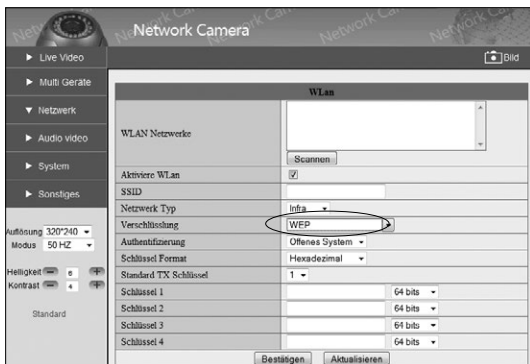 Network Camera
Live Video
Bild
Multi Geräte
Netzwerk
Audio video
System
Sonstiges
Auflösung 320*240
Modus 50 HZ
Helligkeit 6
Kontrast 4
Standard
WLan
WLAN Netzwerke
Scannen
Aktiviere WLan
SSID
Netzwerk Typ Infra
Verschlüsslung WEP
Authentifizierung Offenes System
Schlüssel Format Hexadezimal
Standard TX Schlüssel 1
Schlüssel 1 64 bits
Schlüssel 2 64 bits
Schlüssel 3 64 bits
Schlüssel 4 64 bits
Bestätigen Aktualisieren